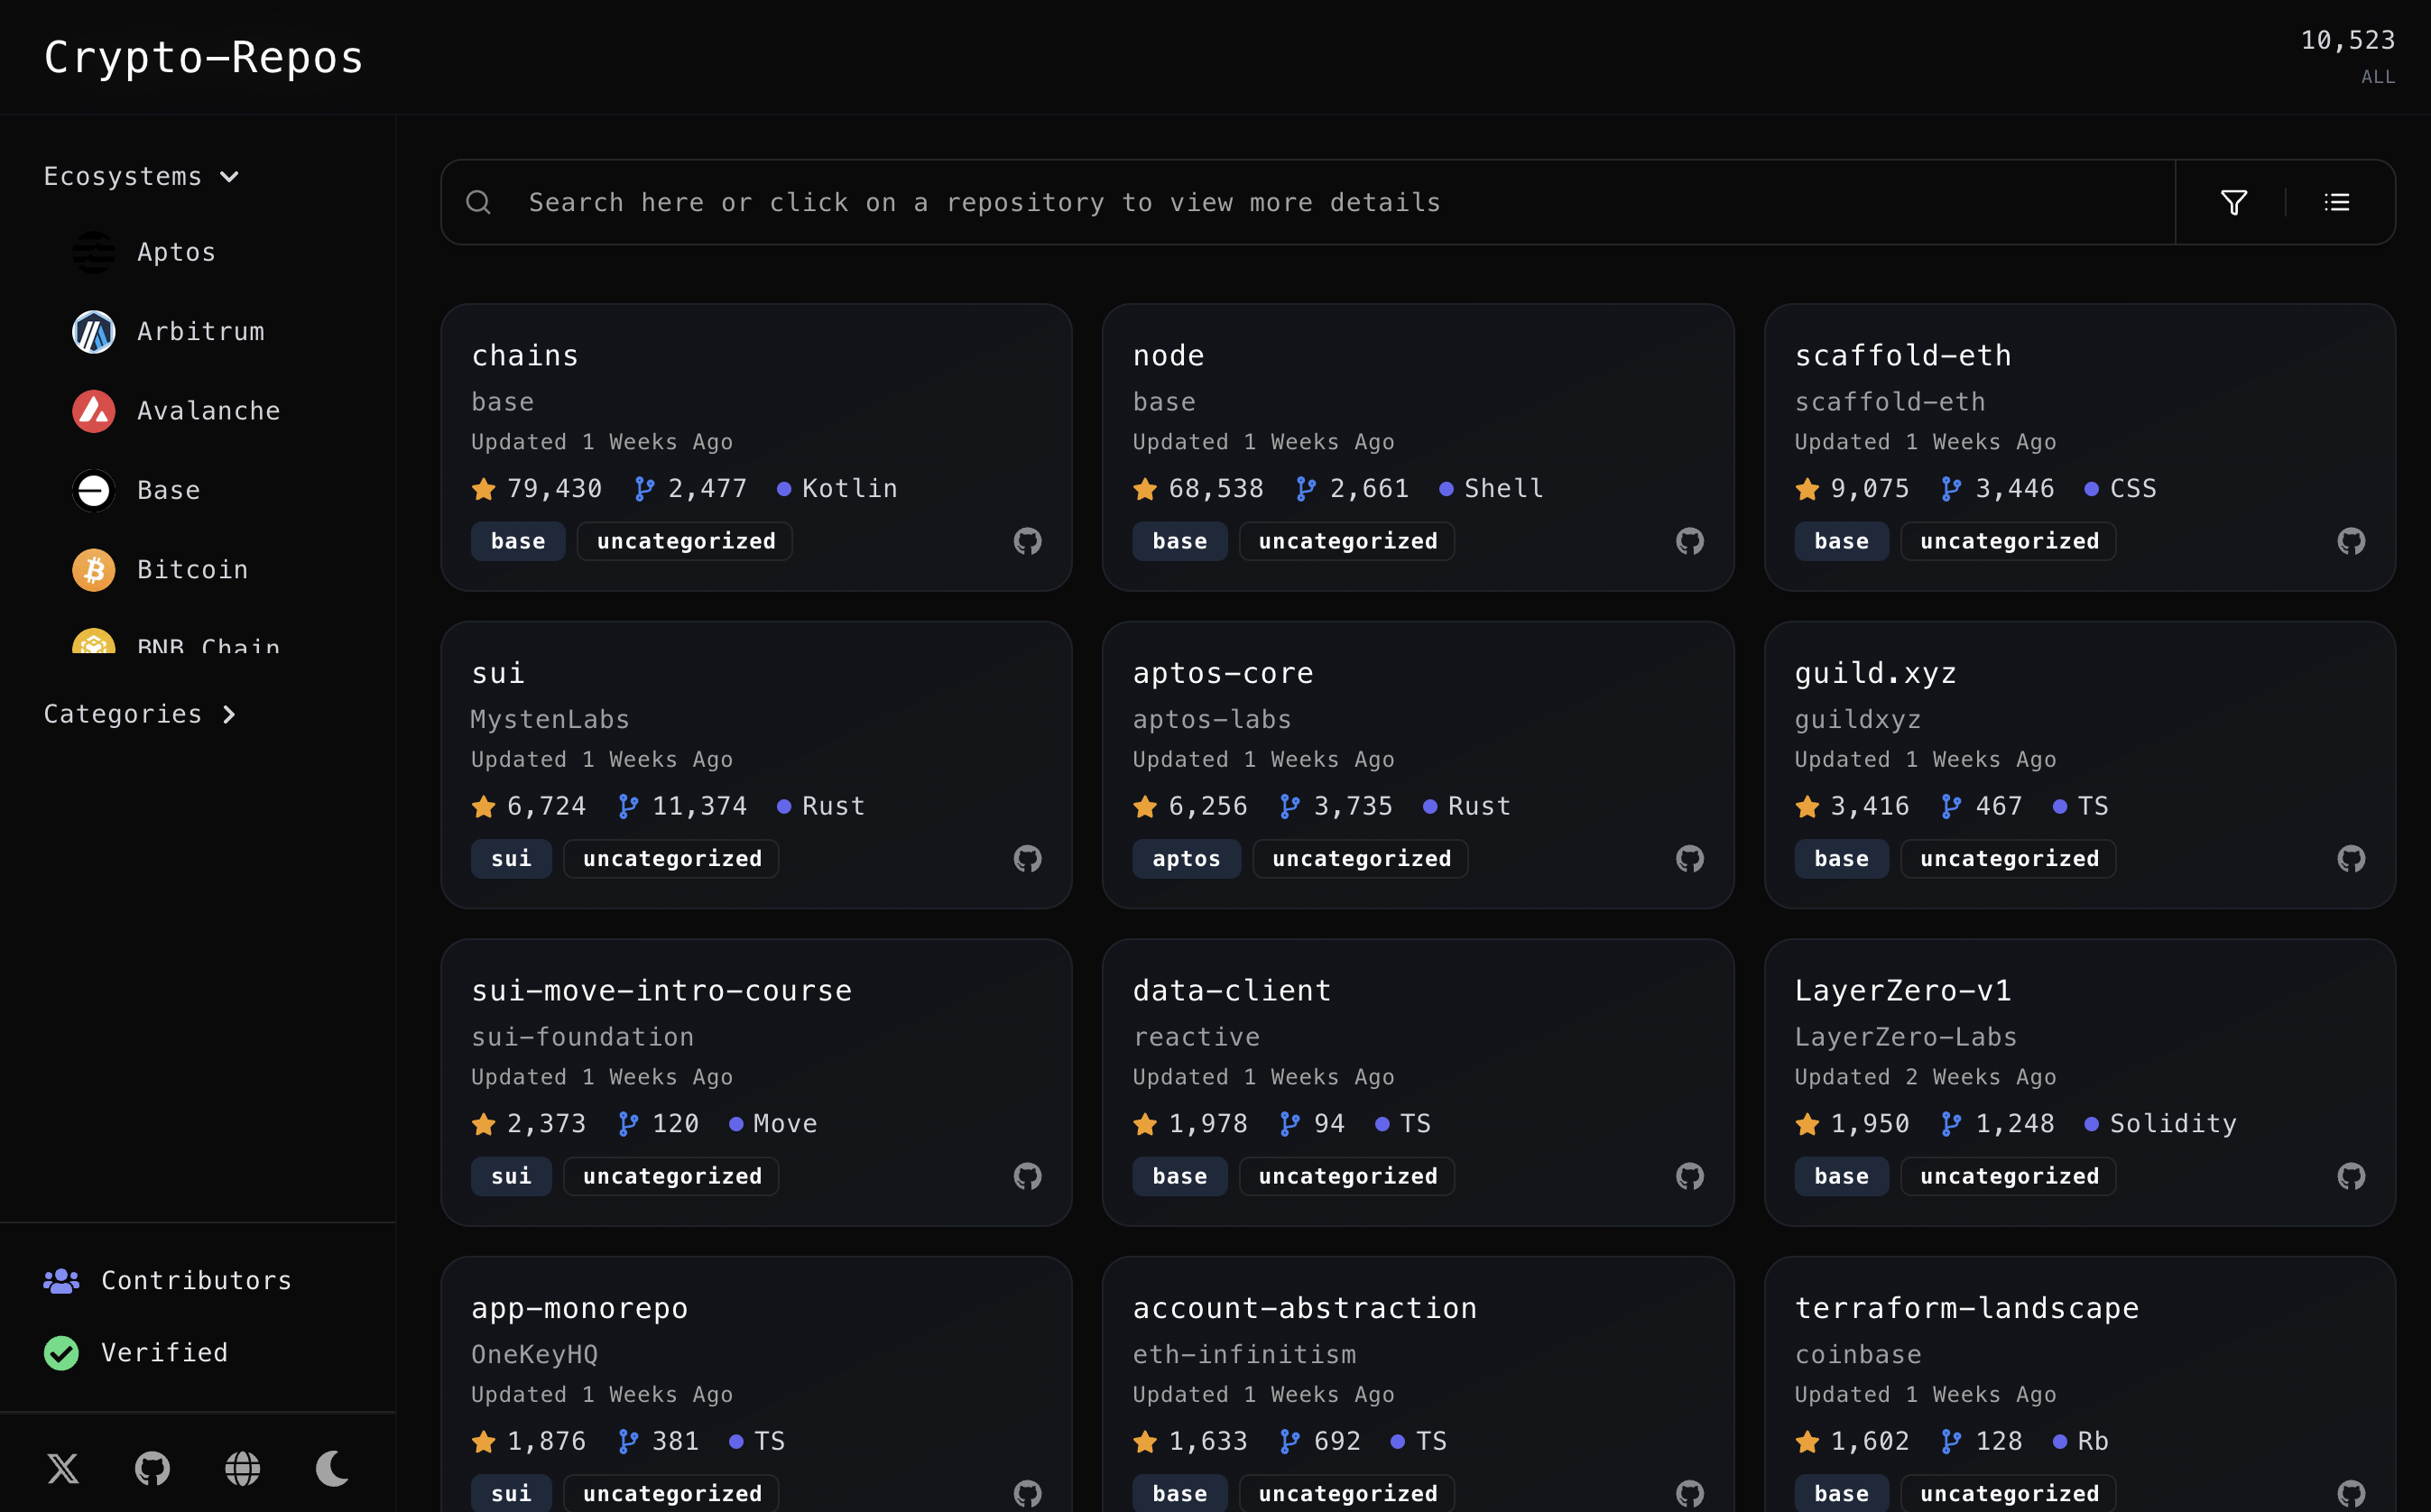 Crypto-Repos
10,523
ALL
Ecosystems
Aptos
Arbitrum
Avalanche
Base
Bitcoin
BNB Chain
Categories
Contributors
Verified
Search here or click on a repository to view more details
chains
base
Updated 1 Weeks Ago
79,430 2,477 Kotlin
base uncategorized
node
base
Updated 1 Weeks Ago
68,538 2,661 Shell
base uncategorized
scaffold-eth
scaffold-eth
Updated 1 Weeks Ago
9,075 3,446 CSS
base uncategorized
sui
MystenLabs
Updated 1 Weeks Ago
6,724 11,374 Rust
sui uncategorized
aptos-core
aptos-labs
Updated 1 Weeks Ago
6,256 3,735 Rust
aptos uncategorized
guild.xyz
guildxyz
Updated 1 Weeks Ago
3,416 467 TS
base uncategorized
sui-move-intro-course
sui-foundation
Updated 1 Weeks Ago
2,373 120 Move
sui uncategorized
data-client
reactive
Updated 1 Weeks Ago
1,978 94 TS
base uncategorized
LayerZero-v1
LayerZero-Labs
Updated 2 Weeks Ago
1,950 1,248 Solidity
base uncategorized
app-monorepo
OneKeyHQ
Updated 1 Weeks Ago
1,876 381 TS
sui uncategorized
account-abstraction
eth-infinitism
Updated 1 Weeks Ago
1,633 692 TS
base uncategorized
terraform-landscape
coinbase
Updated 1 Weeks Ago
1,602 128 Rb
base uncategorized